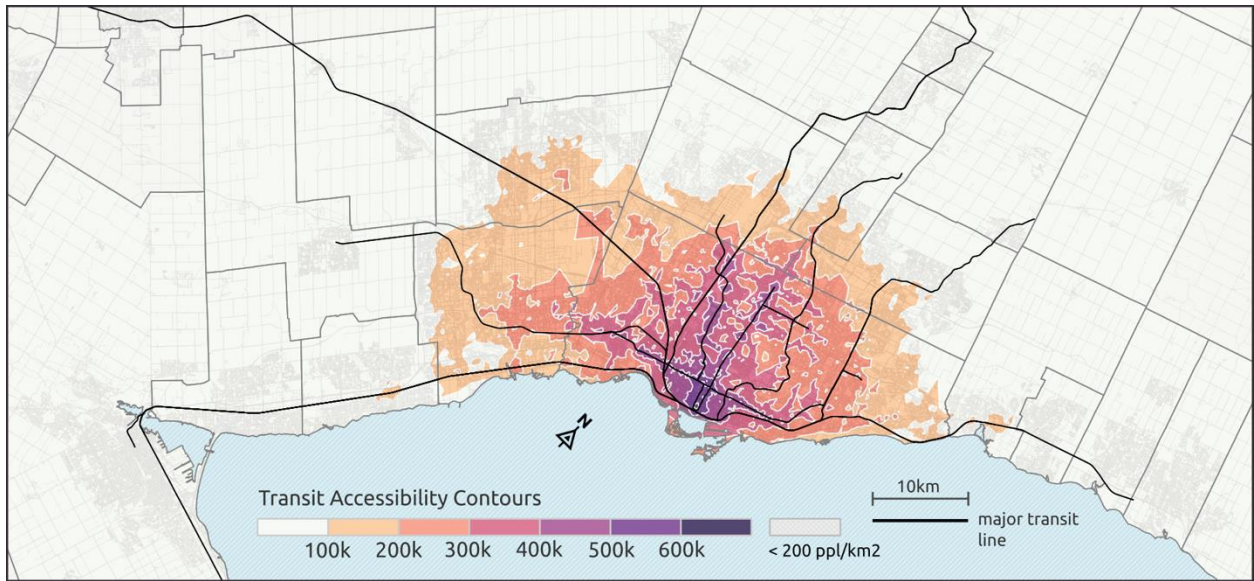 N
Transit Accessibility Contours
100k 200k 300k 400k 500k 600k
< 200 ppl/km2
10km
major transit
line